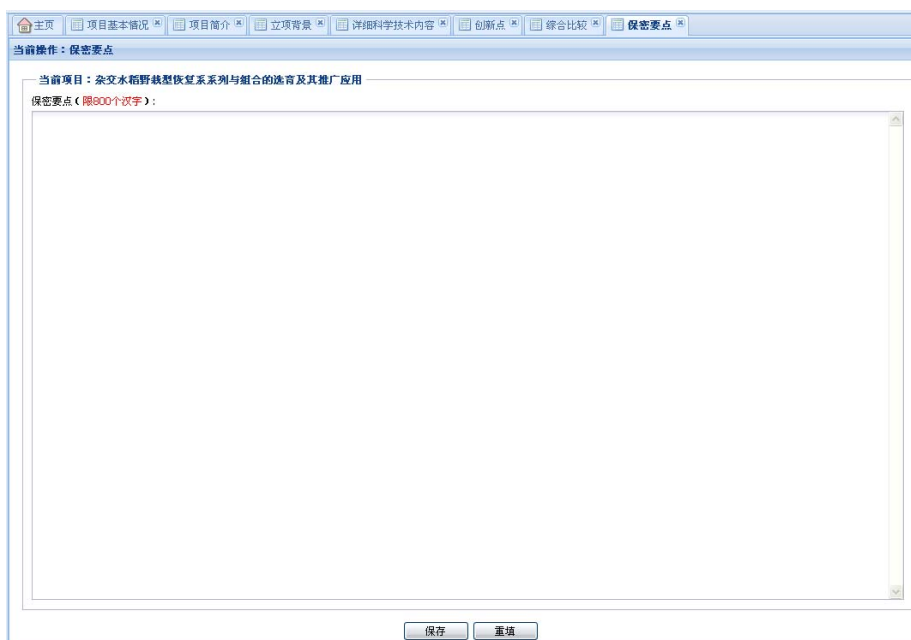 主页 项目基本情况 项目简介 立项背景 详细科学技术内容 创新点 综合比较 保密要点
当前操作：保密要点
当前项目：杂交水稻野栽型恢复系系列与组合的选育及其推广应用
保密要点（限800个汉字）：
保存 重填